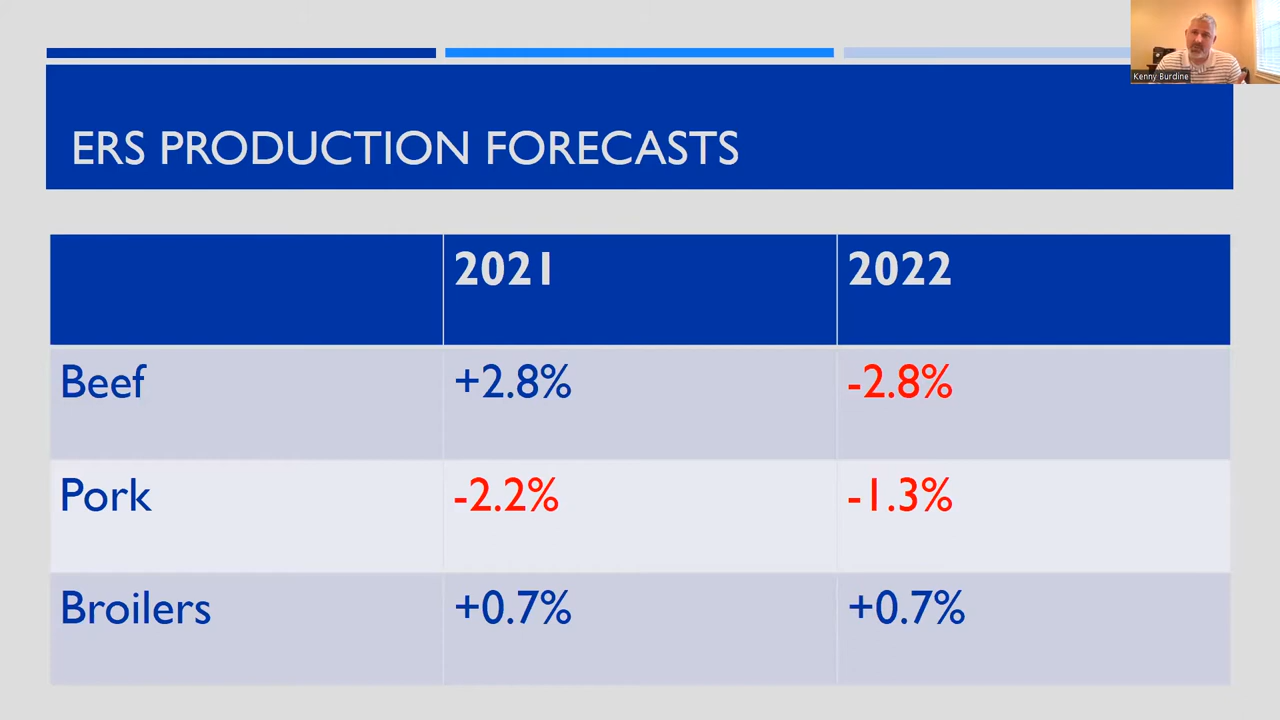 Kenny Burdine
ERS PRODUCTION FORECASTS
2021 2022
Beef +2.8% -2.8%
Pork -2.2% -1.3%
Broilers +0.7% +0.7%